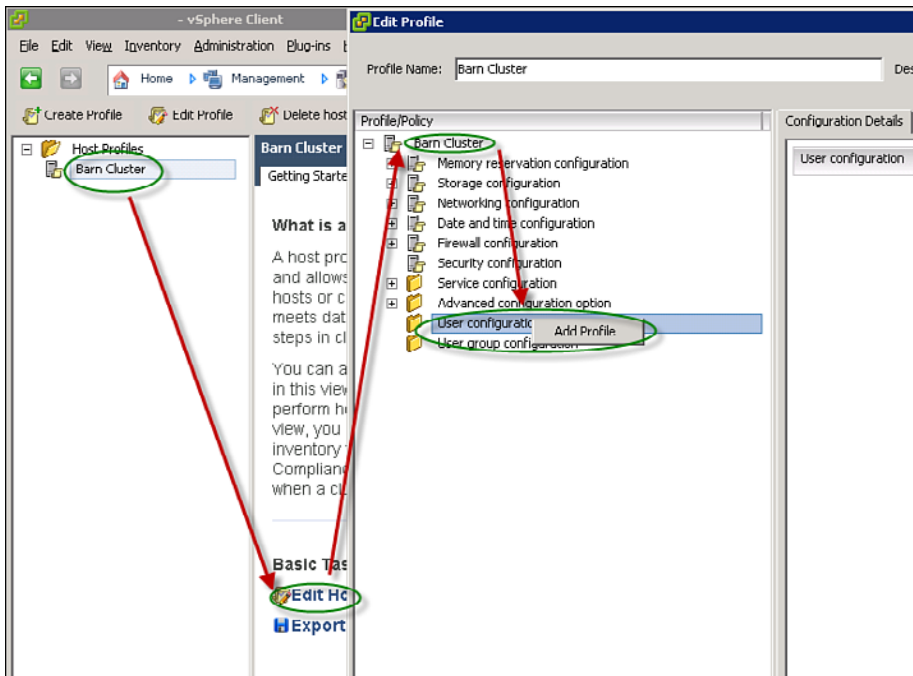 - vSphere Client
File Edit View Inventory Administration Plug-ins
Home Management
Create Profile Edit Profile Delete host
Host Profiles
Barn Cluster
Barn Cluster
Getting Starte
What is a
A host pro
and allows
hosts or c
meets dat
steps in cl
You can a
in this view
perform ho
view, you
inventory
Complianc
when a clu
Basic Tas
Edit Ho
Export
Edit Profile
Profile Name: Barn Cluster Des
Profile/Policy
Barn Cluster
Memory reservation configuration
Storage configuration
Networking configuration
Date and time configuration
Firewall configuration
Security configuration
Service configuration
Advanced configuration option
User configuratio
Add Profile
User group configuration
Configuration Details
User configuration